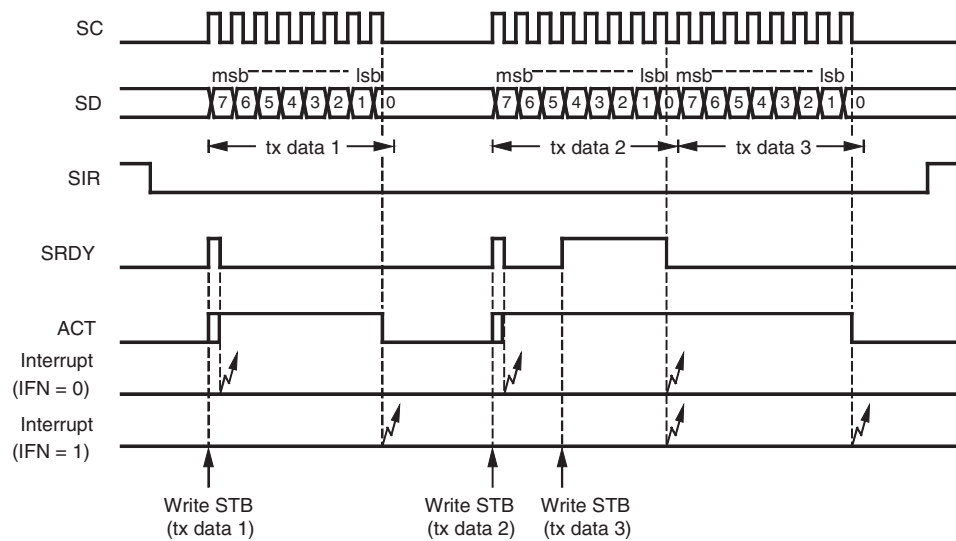 SC
msb lsb msb lsb
SD 7 6 5 4 3 2 1 0 7 6 5 4 3 2 1 0 7 6 5 4 3 2 1 0
tx data 1 tx data 2 tx data 3
SIR
SRDY
ACT
Interrupt
(IFN = 0)
Interrupt
(IFN = 1)
Write STB Write STB Write STB
(tx data 1) (tx data 2) (tx data 3)